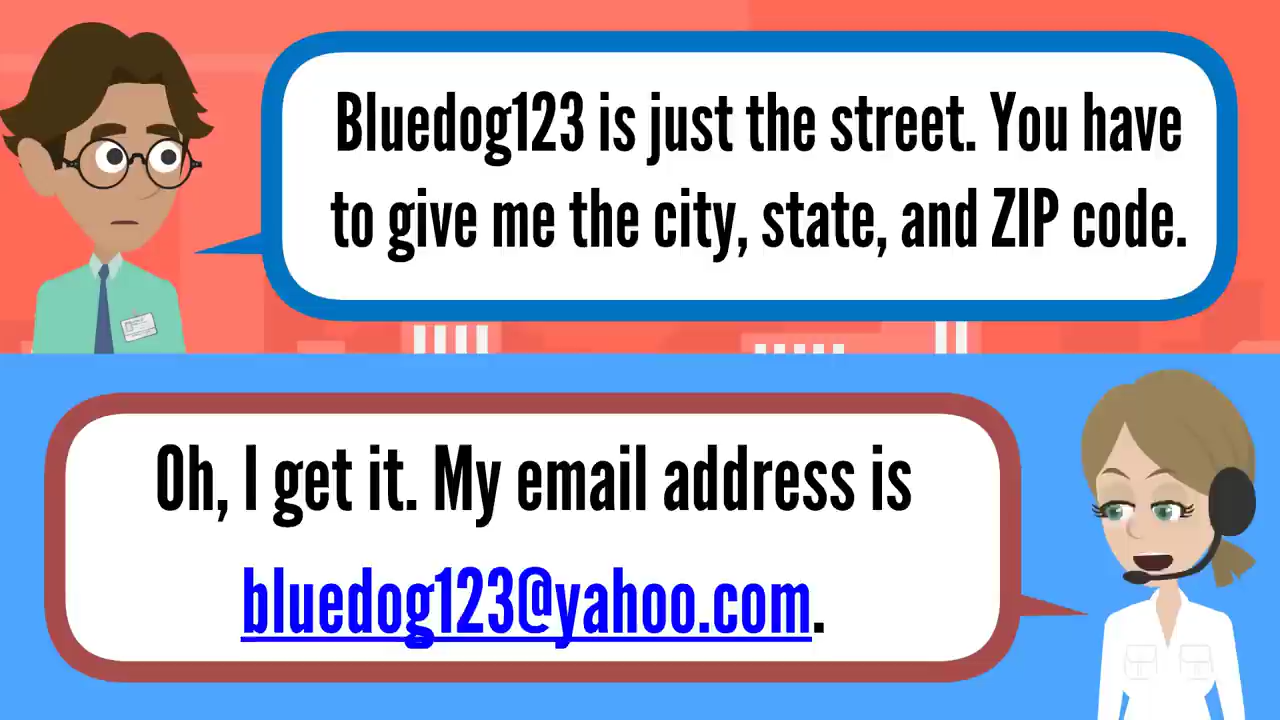 Bluedog123 is just the street. You have
to give me the city, state, and ZIP code.
Oh, I get it. My email address is
bluedog123@yahoo.com.